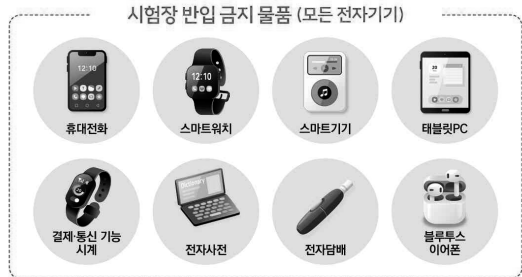 시험장 반입 금지 물품 (모든 전자기기)
12:10
12:10
휴대전화
스마트워치
스마트기기
태블릿PC
Dictionary
결제·통신 기능
시계
전자사전
전자담배
블루투스
이어폰